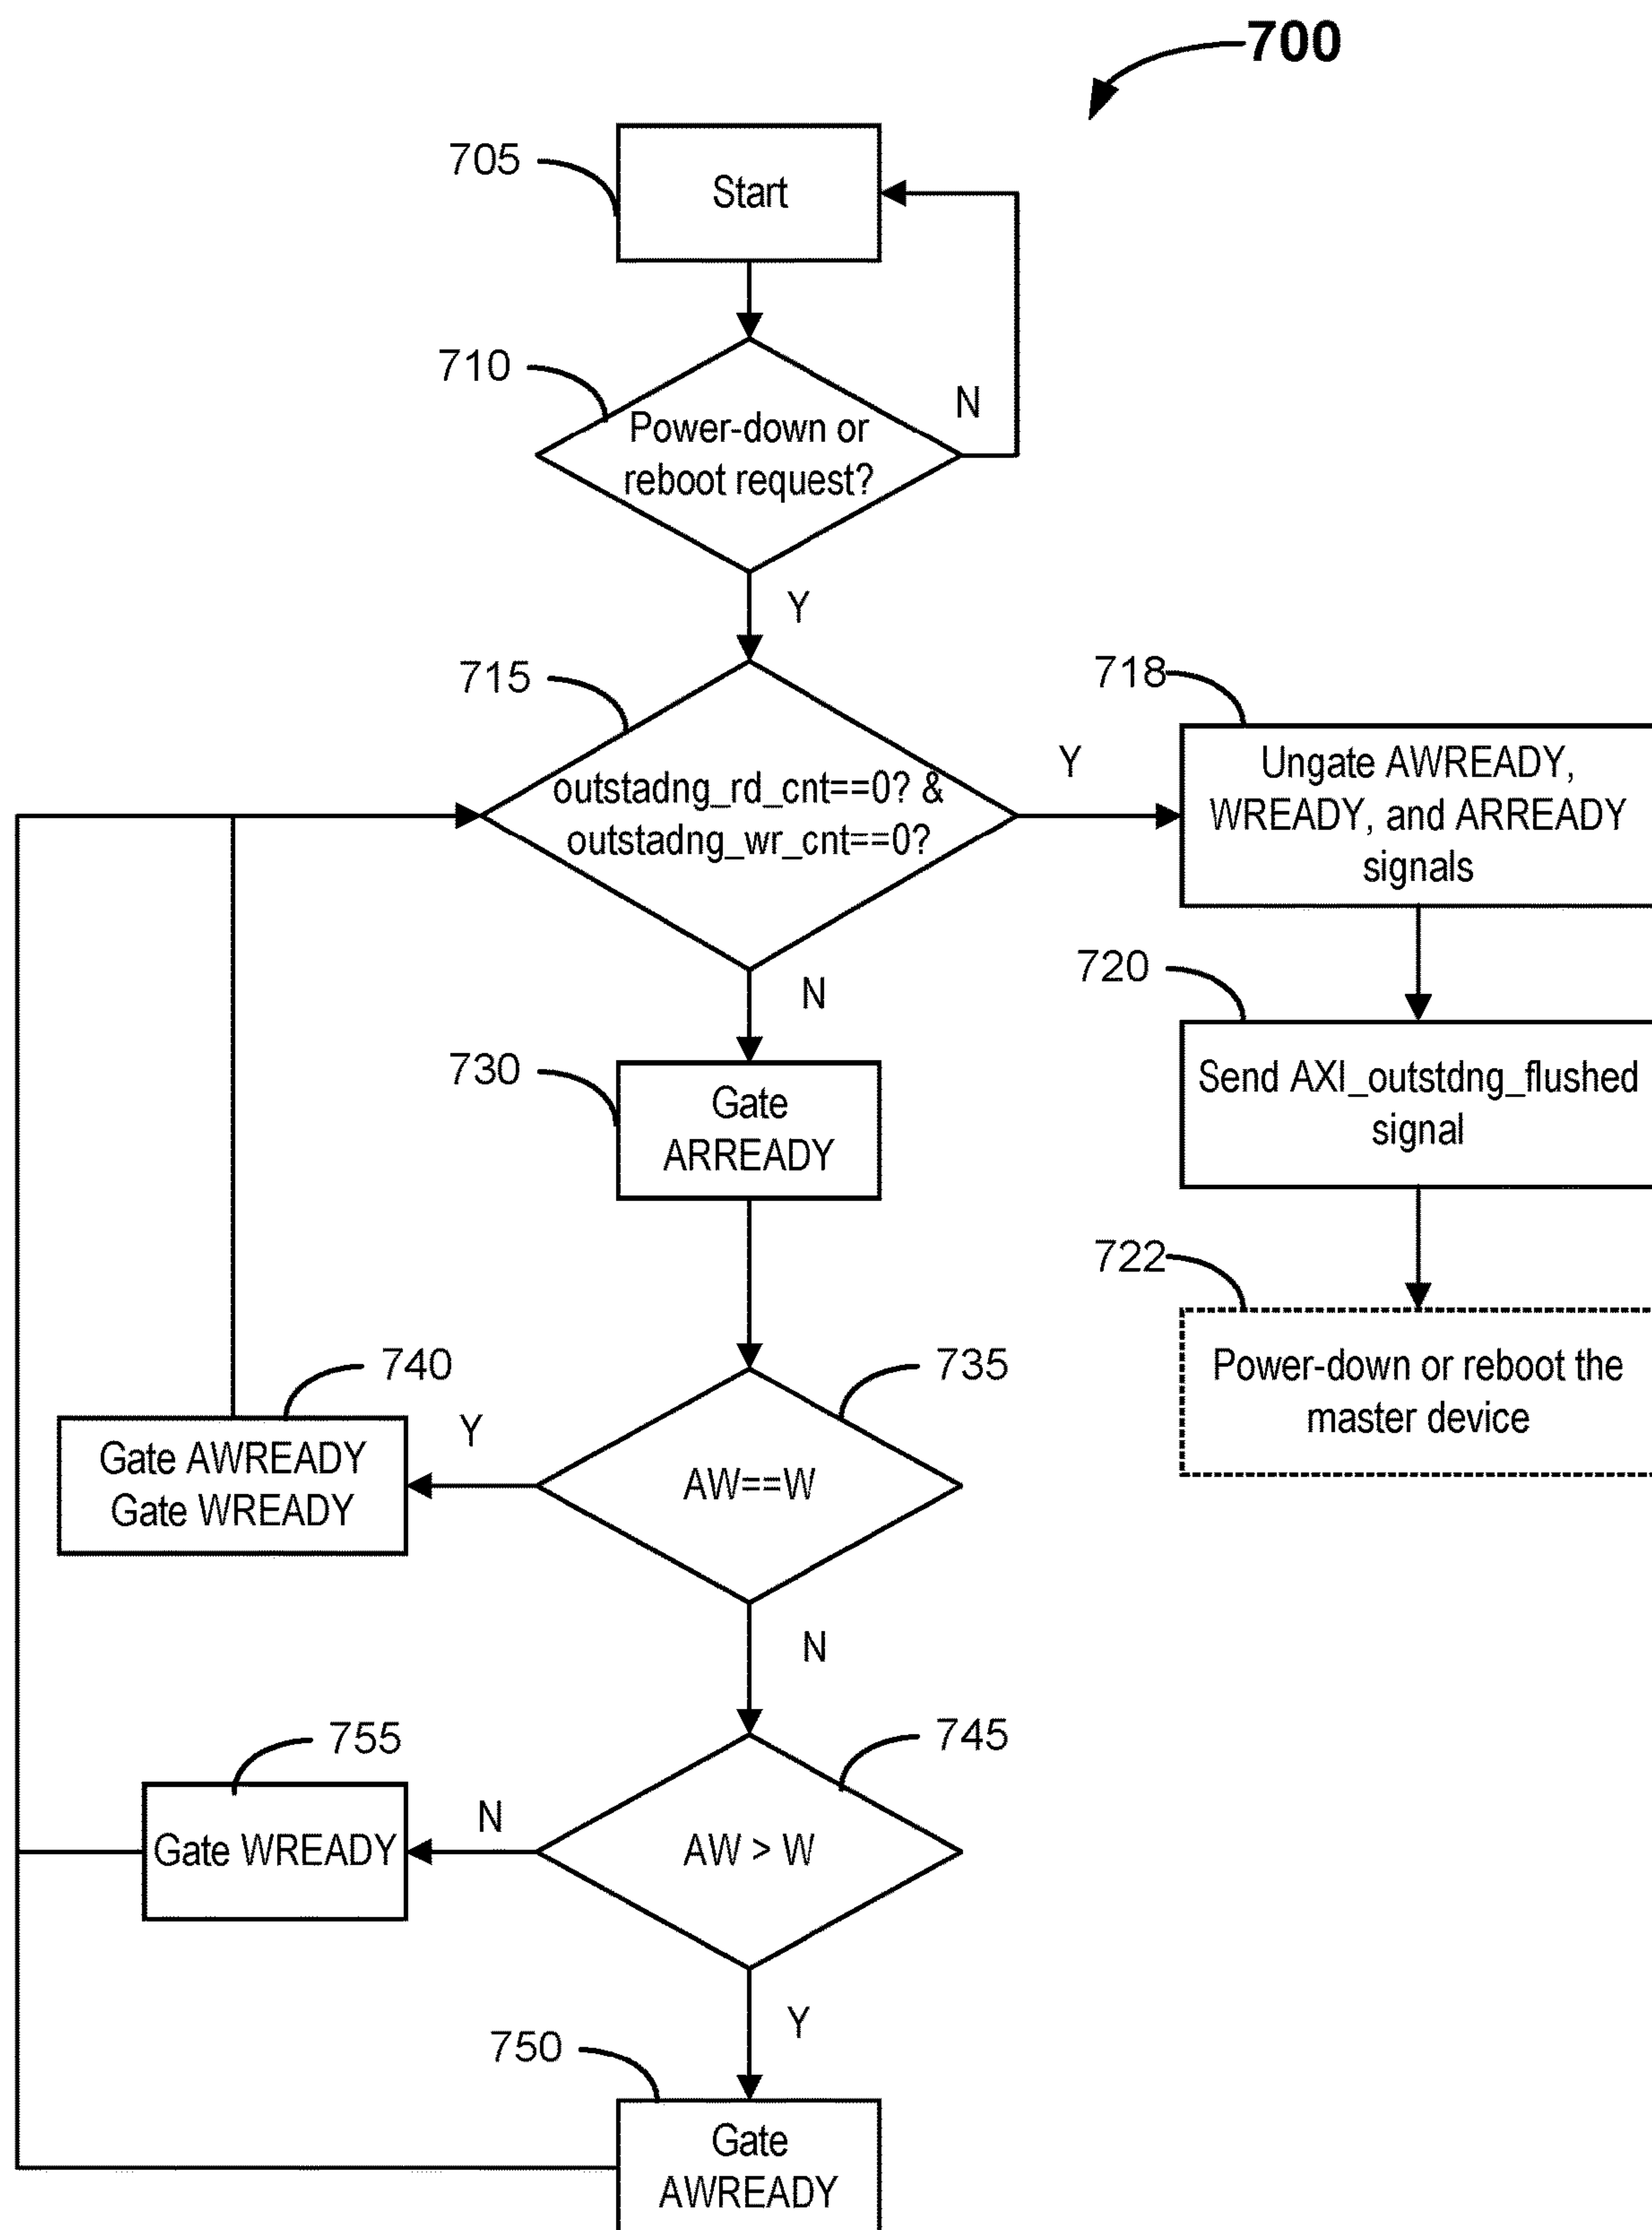 700
705
Start
710
Power-down or
reboot request?
N
Y
715
outstadng_rd_cnt==0? &
outstadng_wr_cnt==0?
Y
718
Ungate AWREADY,
WREADY, and ARREADY
signals
N
720
Send AXI_outstdng_flushed
signal
730
Gate
ARREADY
722
Power-down or reboot the
master device
740
Gate AWREADY
Gate WREADY
Y
735
AW==W
N
755
Gate WREADY
N
745
AW > W
Y
750
Gate
AWREADY